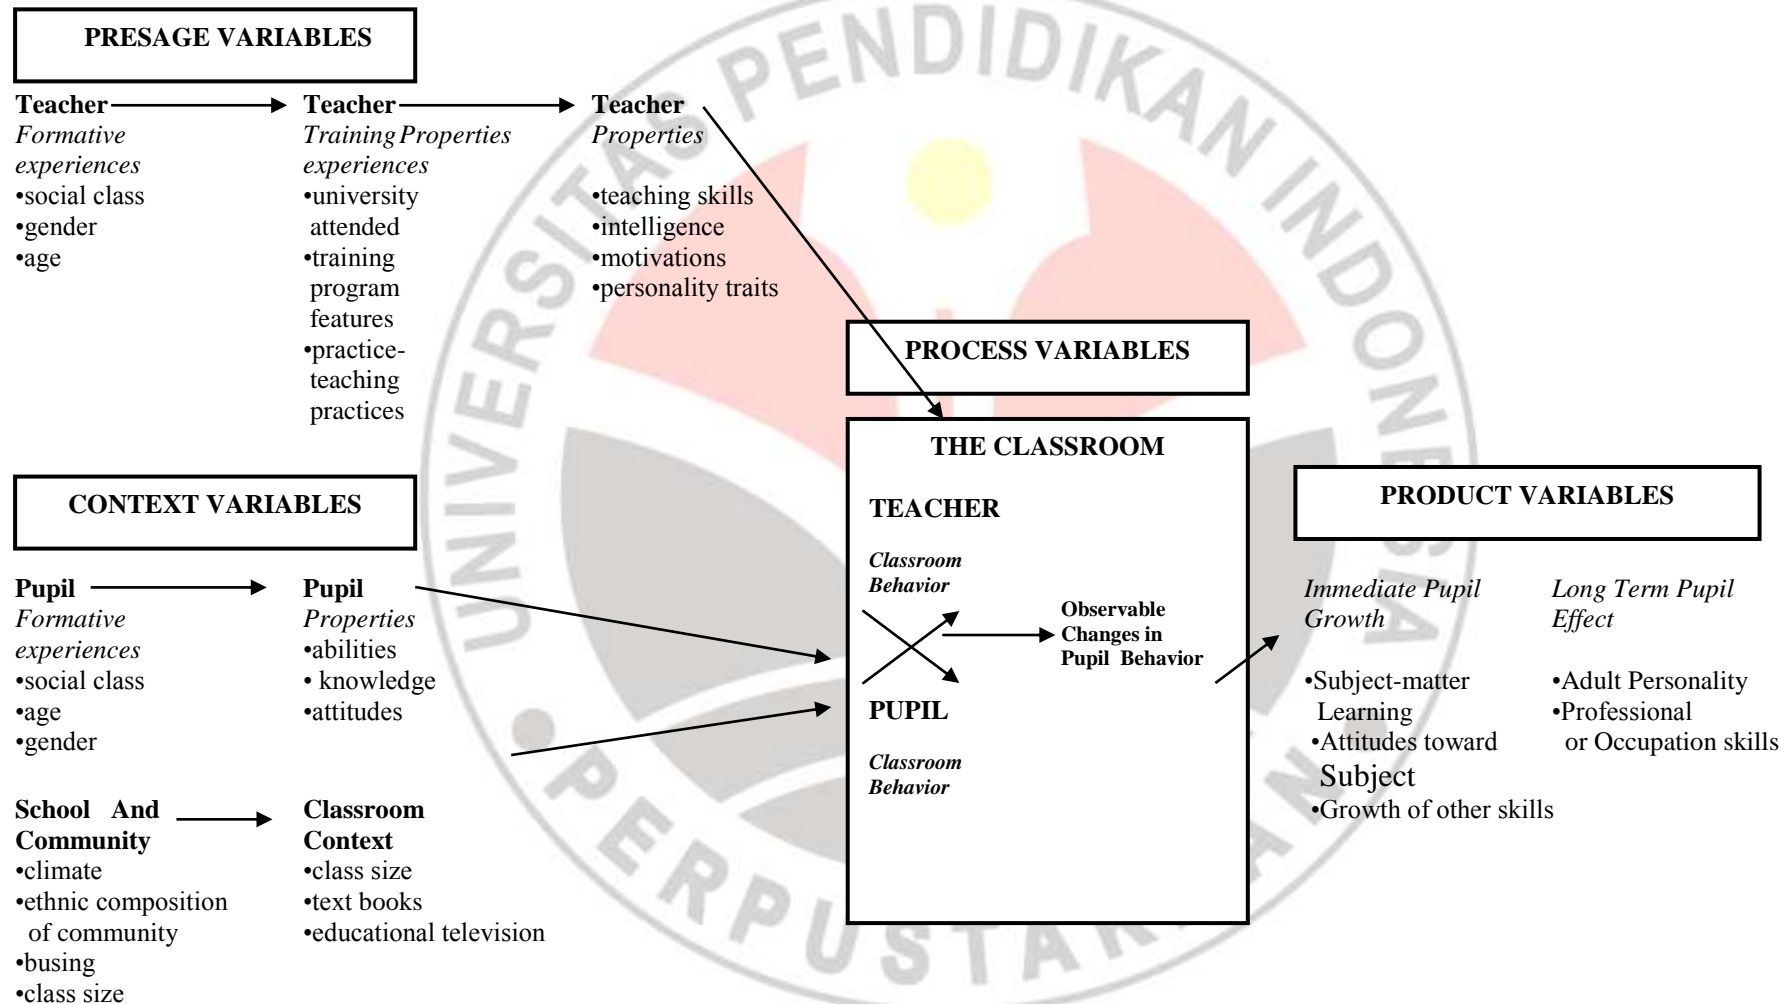 PRESAGE VARIABLES
Teacher
Formative
experiences
•social class
•gender
•age
Teacher
Training Properties
experiences
•university
attended
•training
program
features
•practice-
teaching
practices
Teacher
Properties
•teaching skills
•intelligence
•motivations
•personality traits
CONTEXT VARIABLES
Pupil
Formative
experiences
•social class
•age
•gender
Pupil
Properties
•abilities
• knowledge
•attitudes
School And
Community
•climate
•ethnic composition
of community
•busing
•class size
Classroom
Context
•class size
•text books
•educational television
PROCESS VARIABLES
THE CLASSROOM
TEACHER
Classroom
Behavior
Observable
Changes in
Pupil Behavior
PUPIL
Classroom
Behavior
PRODUCT VARIABLES
Immediate Pupil
Growth
•Subject-matter
Learning
•Attitudes toward
Subject
•Growth of other skills
Long Term Pupil
Effect
•Adult Personality
•Professional
or Occupation skills
UNIVERSITAS PENDIDIKAN INDONESIA
PERPUSTAKAAN